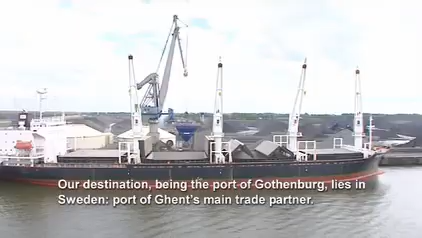 Our destination, being the port of Gothenburg, lies in
Sweden: port of Ghent's main trade partner.